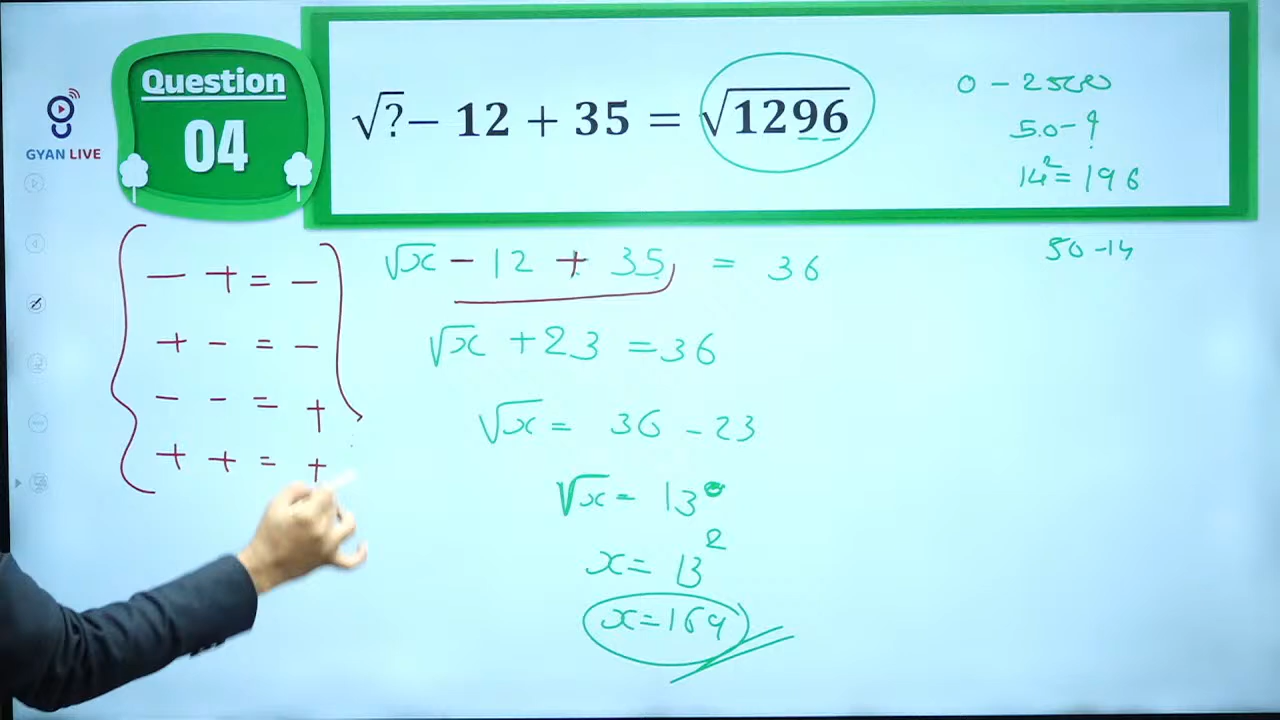 Question
04
GYAN LIVE
√? − 12 + 35 = √1296
0 - 2500
50 - ?
14² = 196
50 - 14
- + = -
+ - = -
- - = +
+ + = +
√x - 12 + 35 = 36
√x + 23 = 36
√x = 36 - 23
√x = 13
x = 13²
x = 169